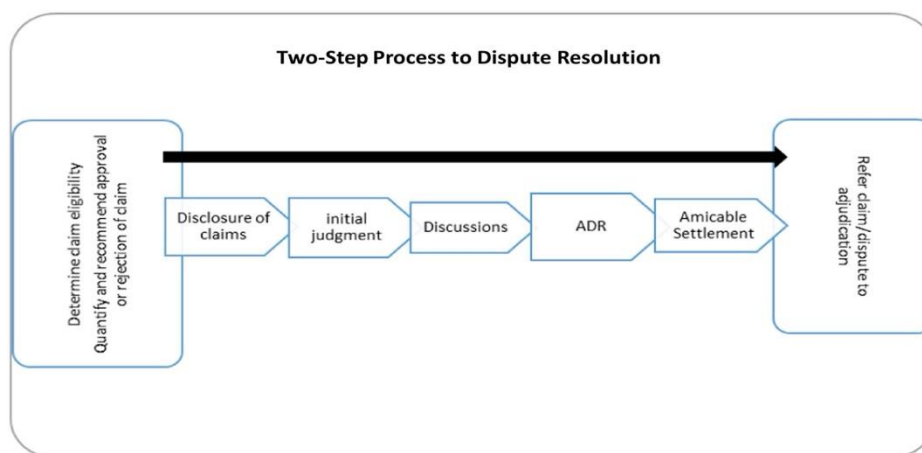 Two-Step Process to Dispute Resolution
Determine claim eligibility
Quantify and recommend approval
or rejection of claim
Disclosure of
claims
initial
judgment
Discussions
ADR
Amicable
Settlement
Refer claim/dispute to
adjudication